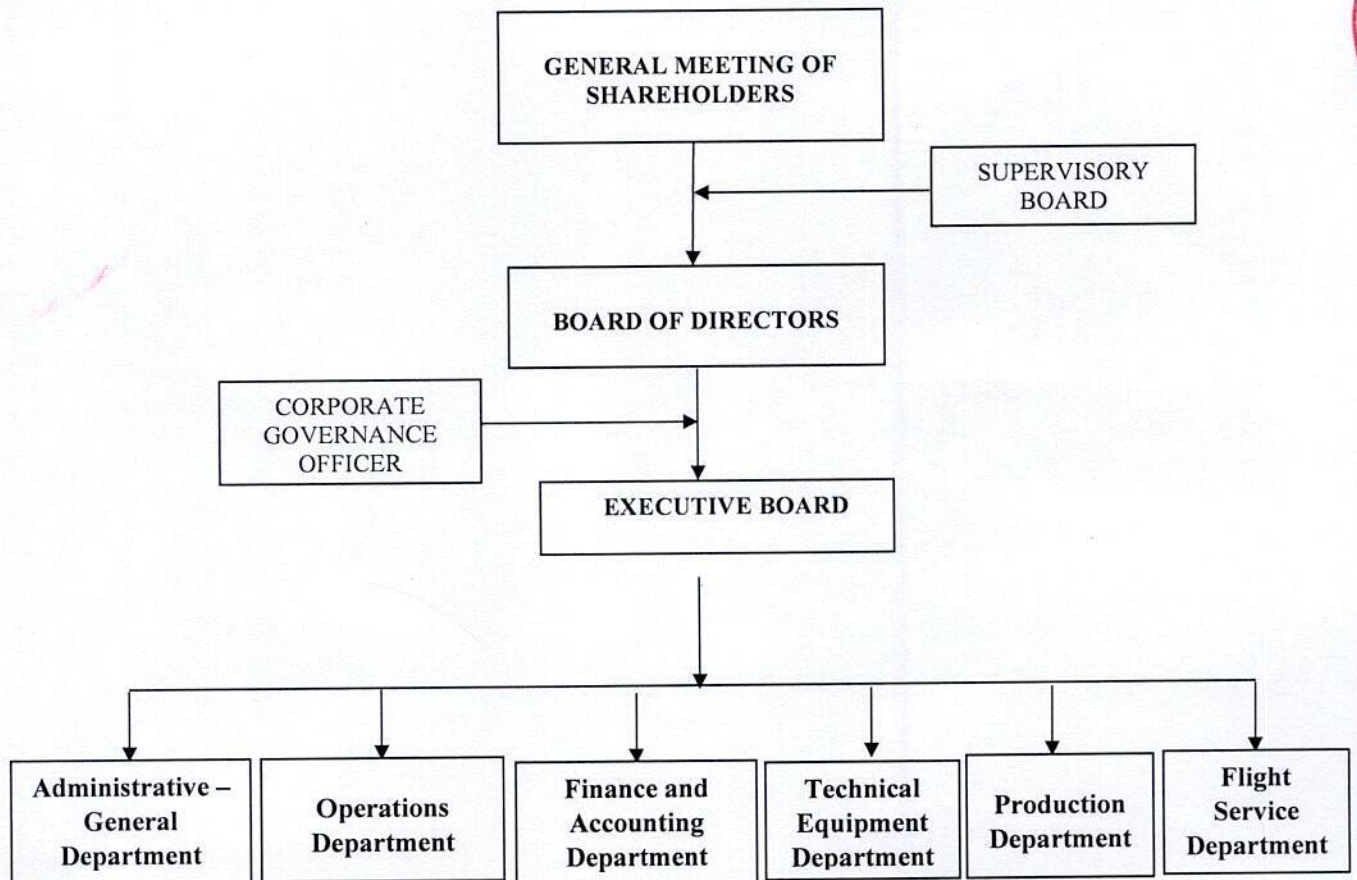 GENERAL MEETING OF
SHAREHOLDERS
SUPERVISORY
BOARD
BOARD OF DIRECTORS
CORPORATE
GOVERNANCE
OFFICER
EXECUTIVE BOARD
Administrative –
General
Department
Operations
Department
Finance and
Accounting
Department
Technical
Equipment
Department
Production
Department
Flight
Service
Department